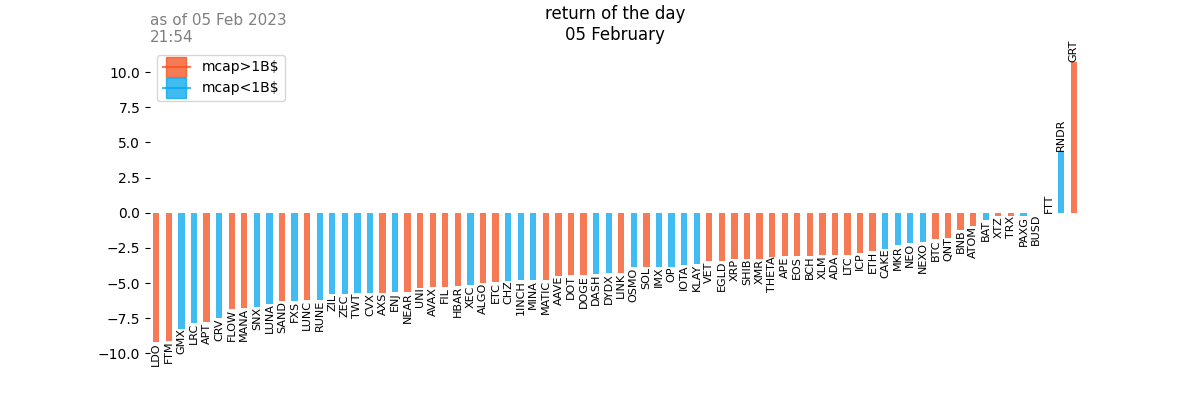 as of 05 Feb 2023
21:54
return of the day
05 February
mcap>1B$
mcap<1B$
10.0
7.5
5.0
2.5
0.0
−2.5
−5.0
−7.5
−10.0
LDO
FTM
GMX
LRC
APT
CRV
FLOW
MANA
SNX
LUNA
SAND
FXS
LUNC
RUNE
ZIL
ZEC
TWT
CVX
AXS
ENJ
NEAR
UNI
AVAX
FIL
HBAR
XEC
ALGO
ETC
CHZ
1INCH
MINA
MATIC
AAVE
DOT
DOGE
DASH
DYDX
LINK
OSMO
SOL
IMX
OP
IOTA
KLAY
VET
EGLD
XRP
SHIB
XMR
THETA
APE
EOS
BCH
XLM
ADA
LTC
ICP
ETH
CAKE
MKR
NEO
NEXO
BTC
QNT
BNB
ATOM
BAT
XTZ
TRX
PAXG
BUSD
FTT
RNDR
GRT